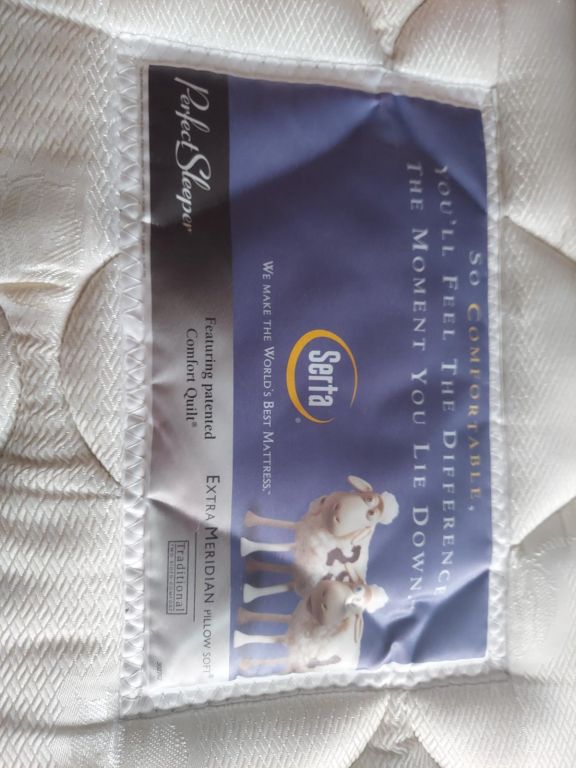 SO COMFORTABLE,
YOU'LL FEEL THE DIFFERENCE
THE MOMENT YOU LIE DOWN.
Serta®
WE MAKE THE WORLD'S BEST MATTRESS.™
Perfect Sleeper
Featuring patented
Comfort Quilt®
EXTRA MERIDIAN PILLOW SOFT®
Traditional